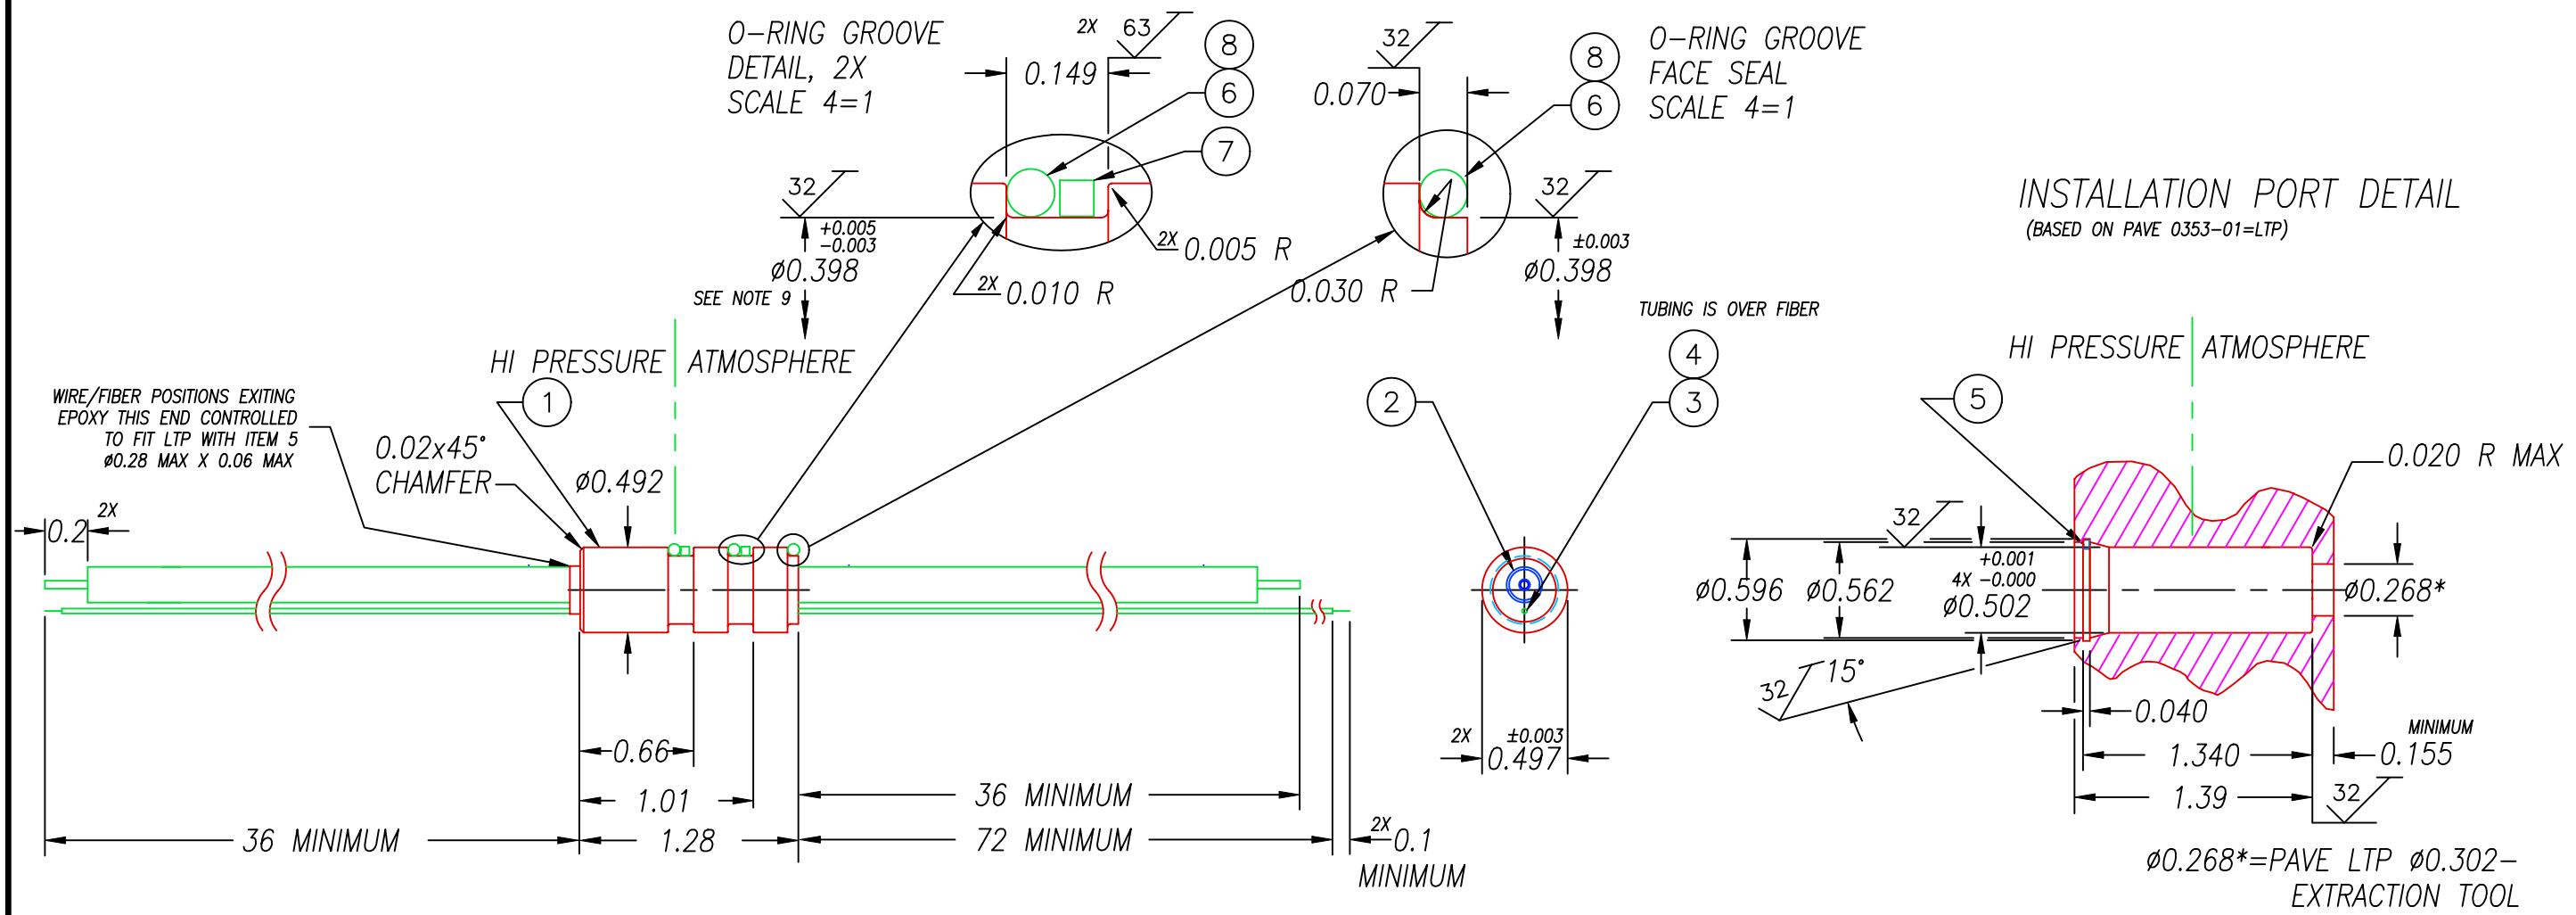 O-RING GROOVE
DETAIL, 2X
SCALE 4=1
2X 63
0.149
8
6
7
32
+0.005
-0.003
ø0.398
SEE NOTE 9
2X 0.010 R
2X 0.005 R
32
0.070
8
6
O-RING GROOVE
FACE SEAL
SCALE 4=1
32
±0.003
ø0.398
0.030 R
INSTALLATION PORT DETAIL
(BASED ON PAVE 0353-01=LTP)
HI PRESSURE ATMOSPHERE
1
WIRE/FIBER POSITIONS EXITING
EPOXY THIS END CONTROLLED
TO FIT LTP WITH ITEM 5
ø0.28 MAX X 0.06 MAX
0.02x45°
CHAMFER
ø0.492
2X
0.2
0.66
1.01
1.28
36 MINIMUM
36 MINIMUM
72 MINIMUM
2X 0.1
MINIMUM
TUBING IS OVER FIBER
4
3
2
2X ±0.003
0.497
HI PRESSURE ATMOSPHERE
5
0.020 R MAX
32
+0.001
4X -0.000
ø0.596
ø0.562
ø0.502
ø0.268*
32
15°
0.040
1.340
MINIMUM
0.155
1.39
32
ø0.268*=PAVE LTP ø0.302-
EXTRACTION TOOL